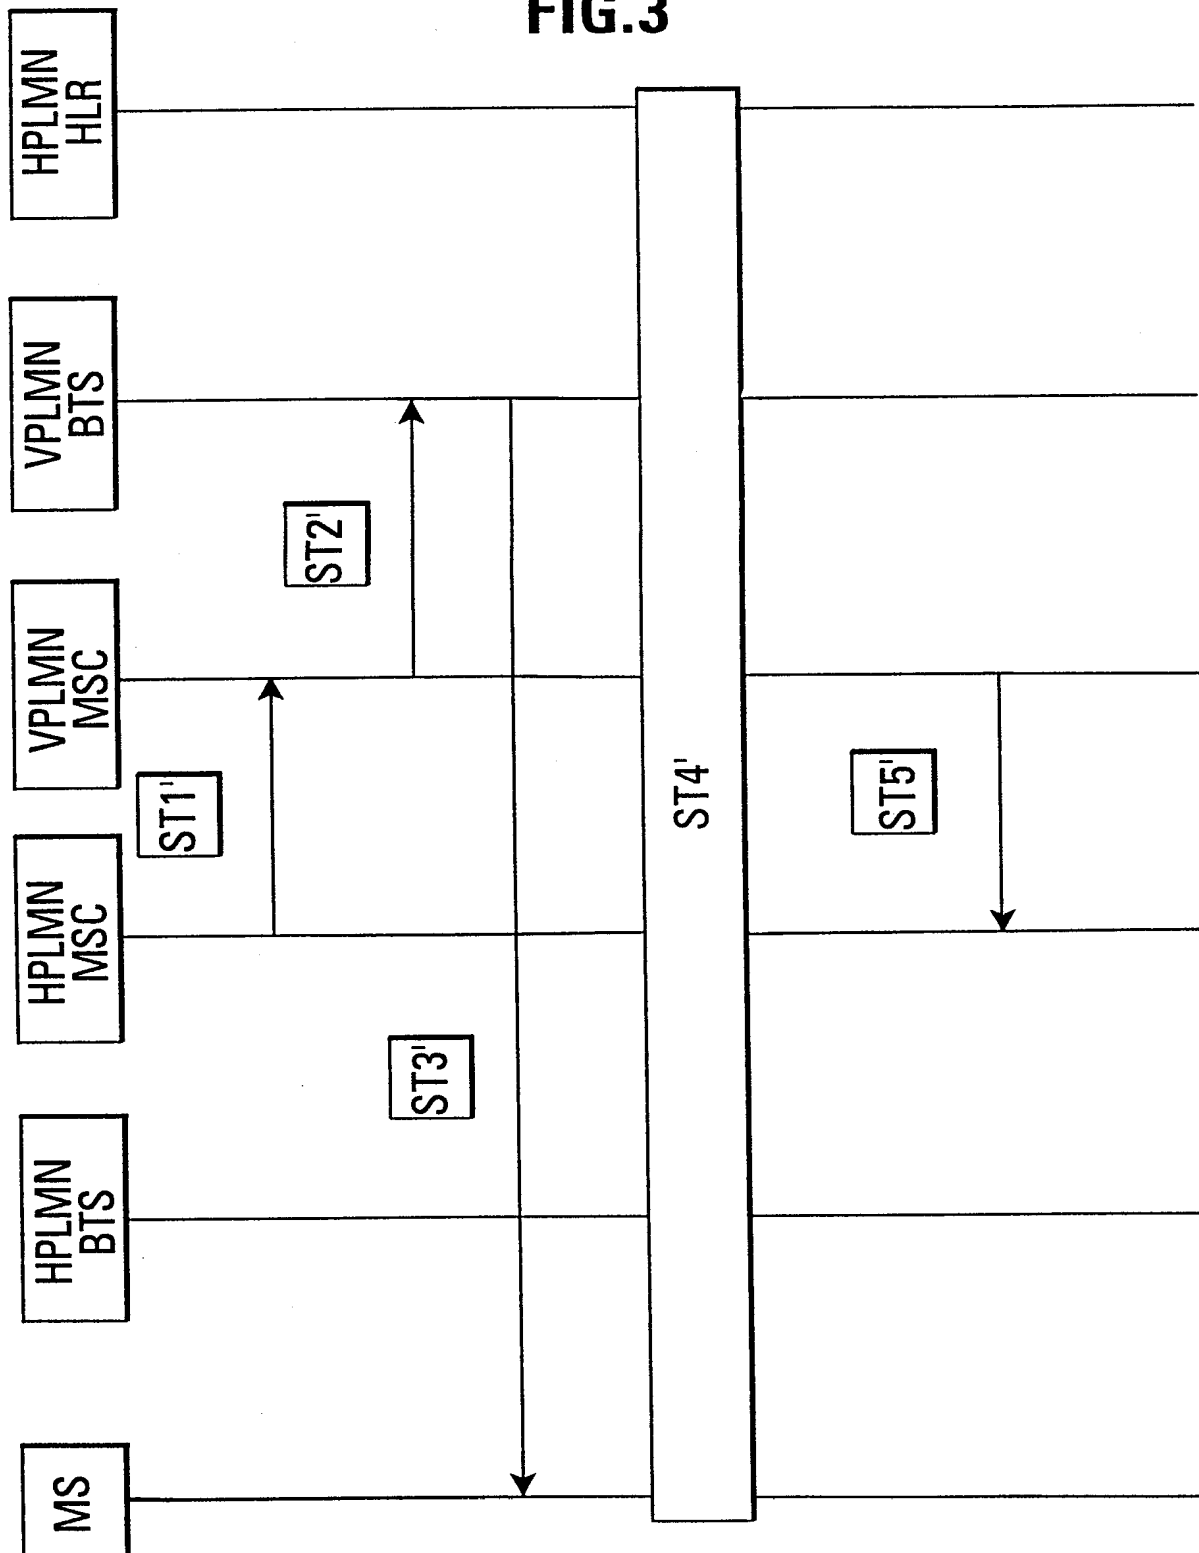 FIG.3
MS
HPLMN
BTS
HPLMN
MSC
VPLMN
MSC
VPLMN
BTS
HPLMN
HLR
ST1'
ST2'
ST3'
ST4'
ST5'